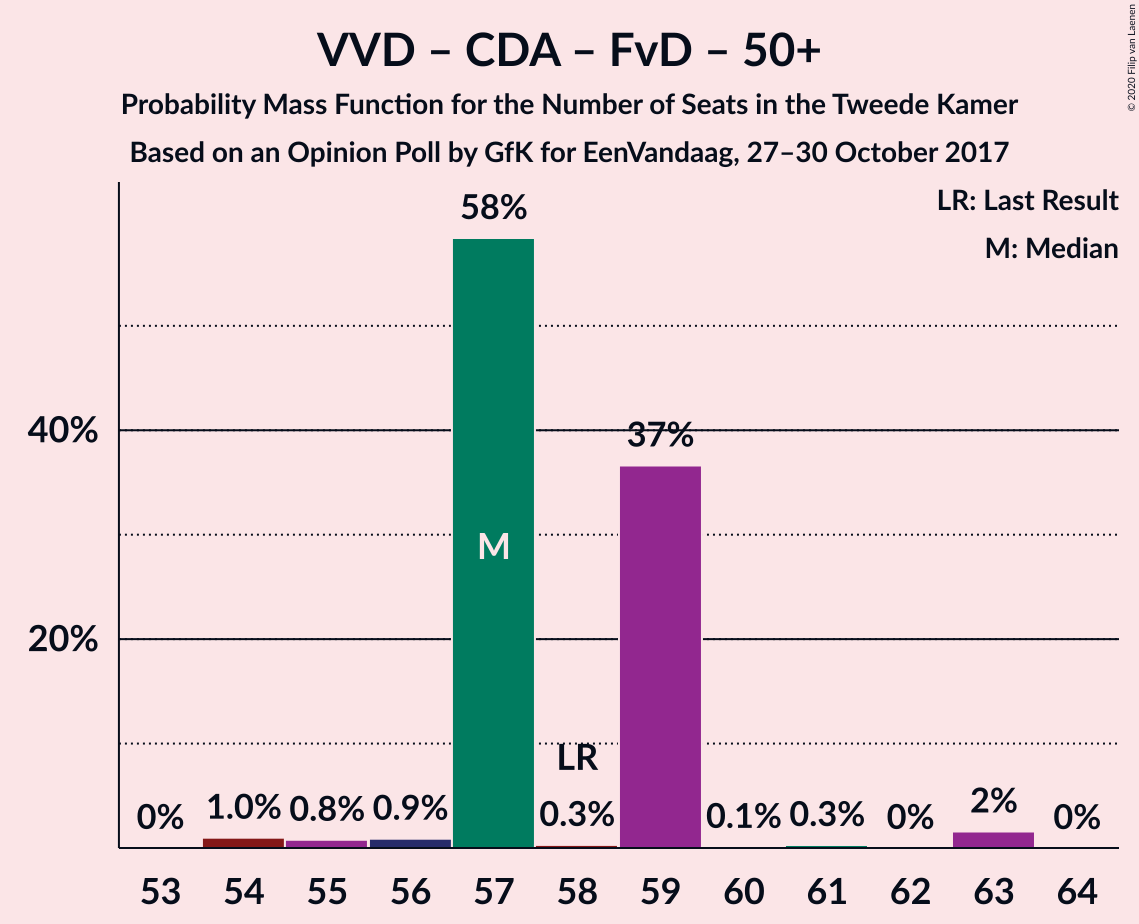 VVD – CDA – FvD – 50+
Probability Mass Function for the Number of Seats in the Tweede Kamer
Based on an Opinion Poll by GfK for EenVandaag, 27–30 October 2017
© 2020 Filip van Laenen
LR: Last Result
M: Median
58%
40%
37%
M
20%
LR
0% 1.0% 0.8% 0.9% 0.3% 0.1% 0.3% 0% 2% 0%
53 54 55 56 57 58 59 60 61 62 63 64